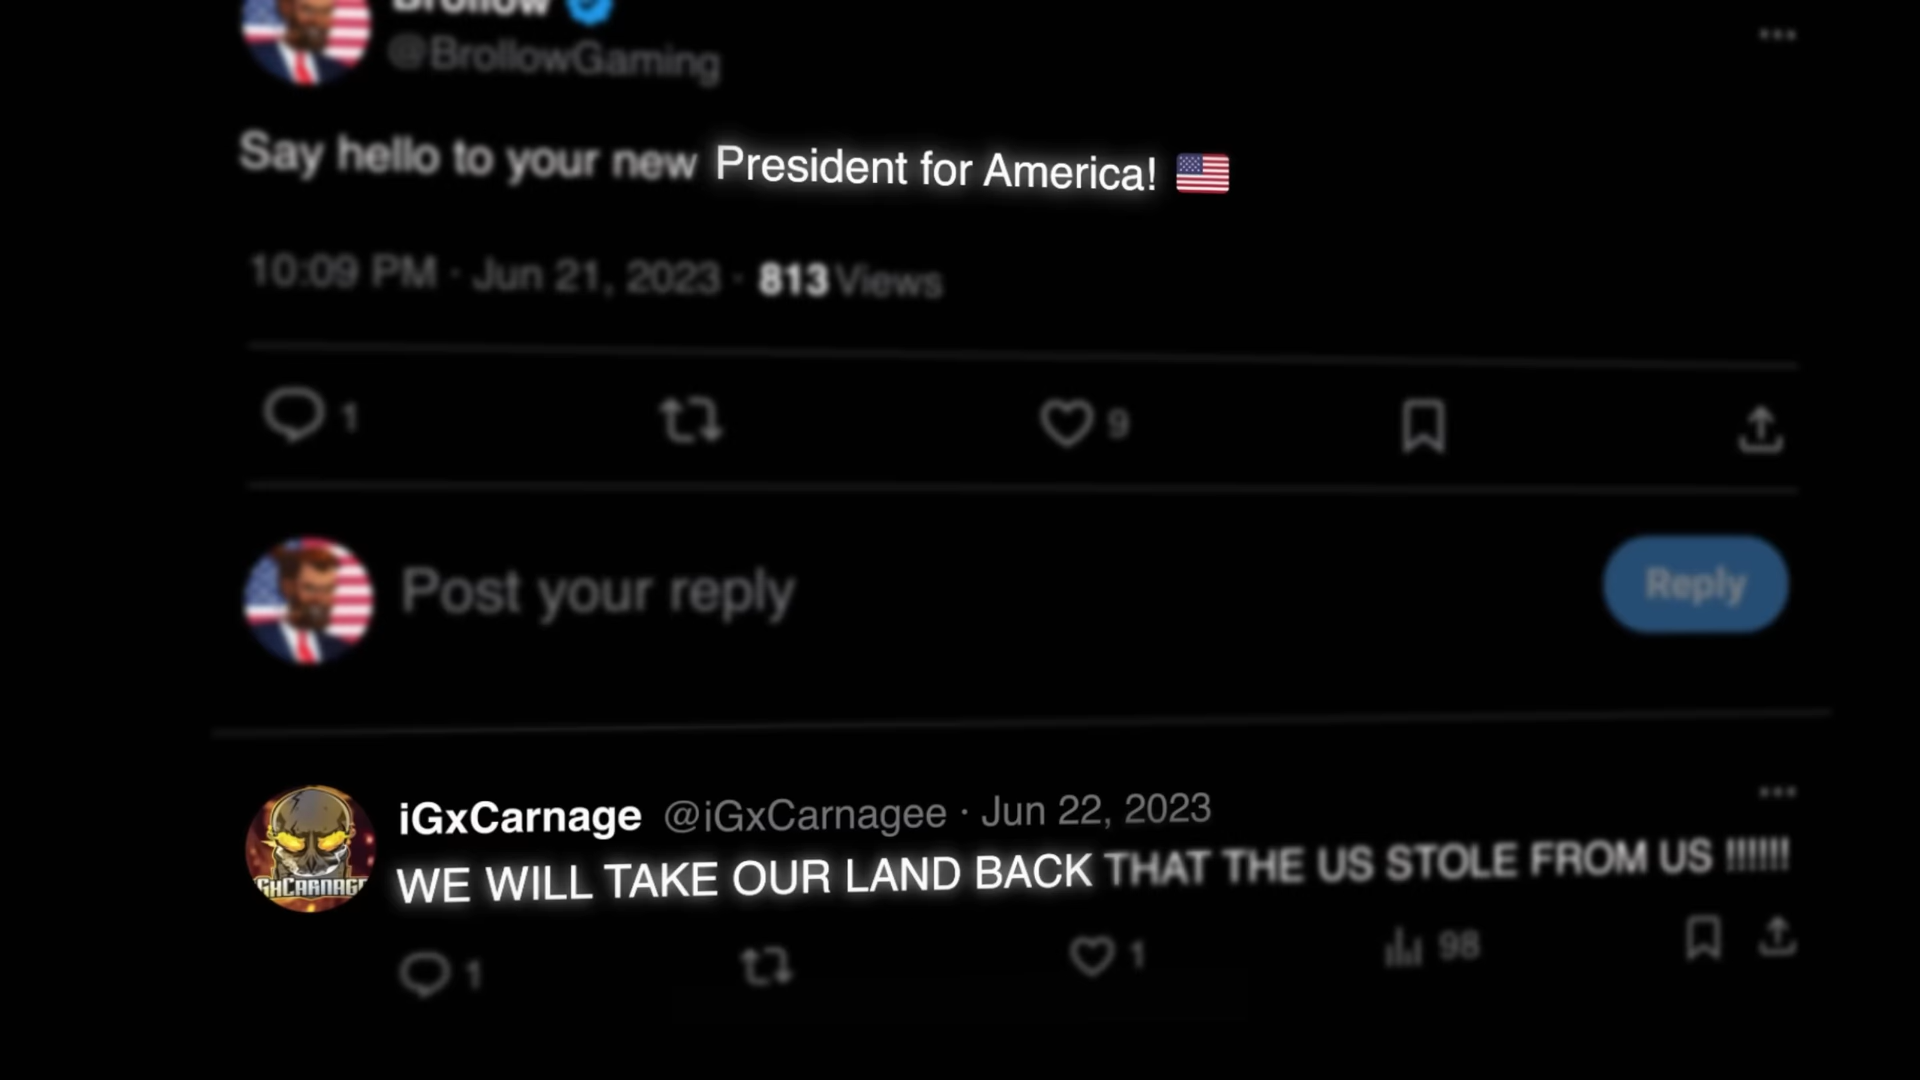 Brollow
@BrollowGaming
Say hello to your new President for America! 🇺🇸
10:09 PM · Jun 21, 2023 · 813 Views
1
9
Post your reply
Reply
iGxCarnage @iGxCarnagee · Jun 22, 2023
WE WILL TAKE OUR LAND BACK THAT THE US STOLE FROM US !!!!!!
1
1
98